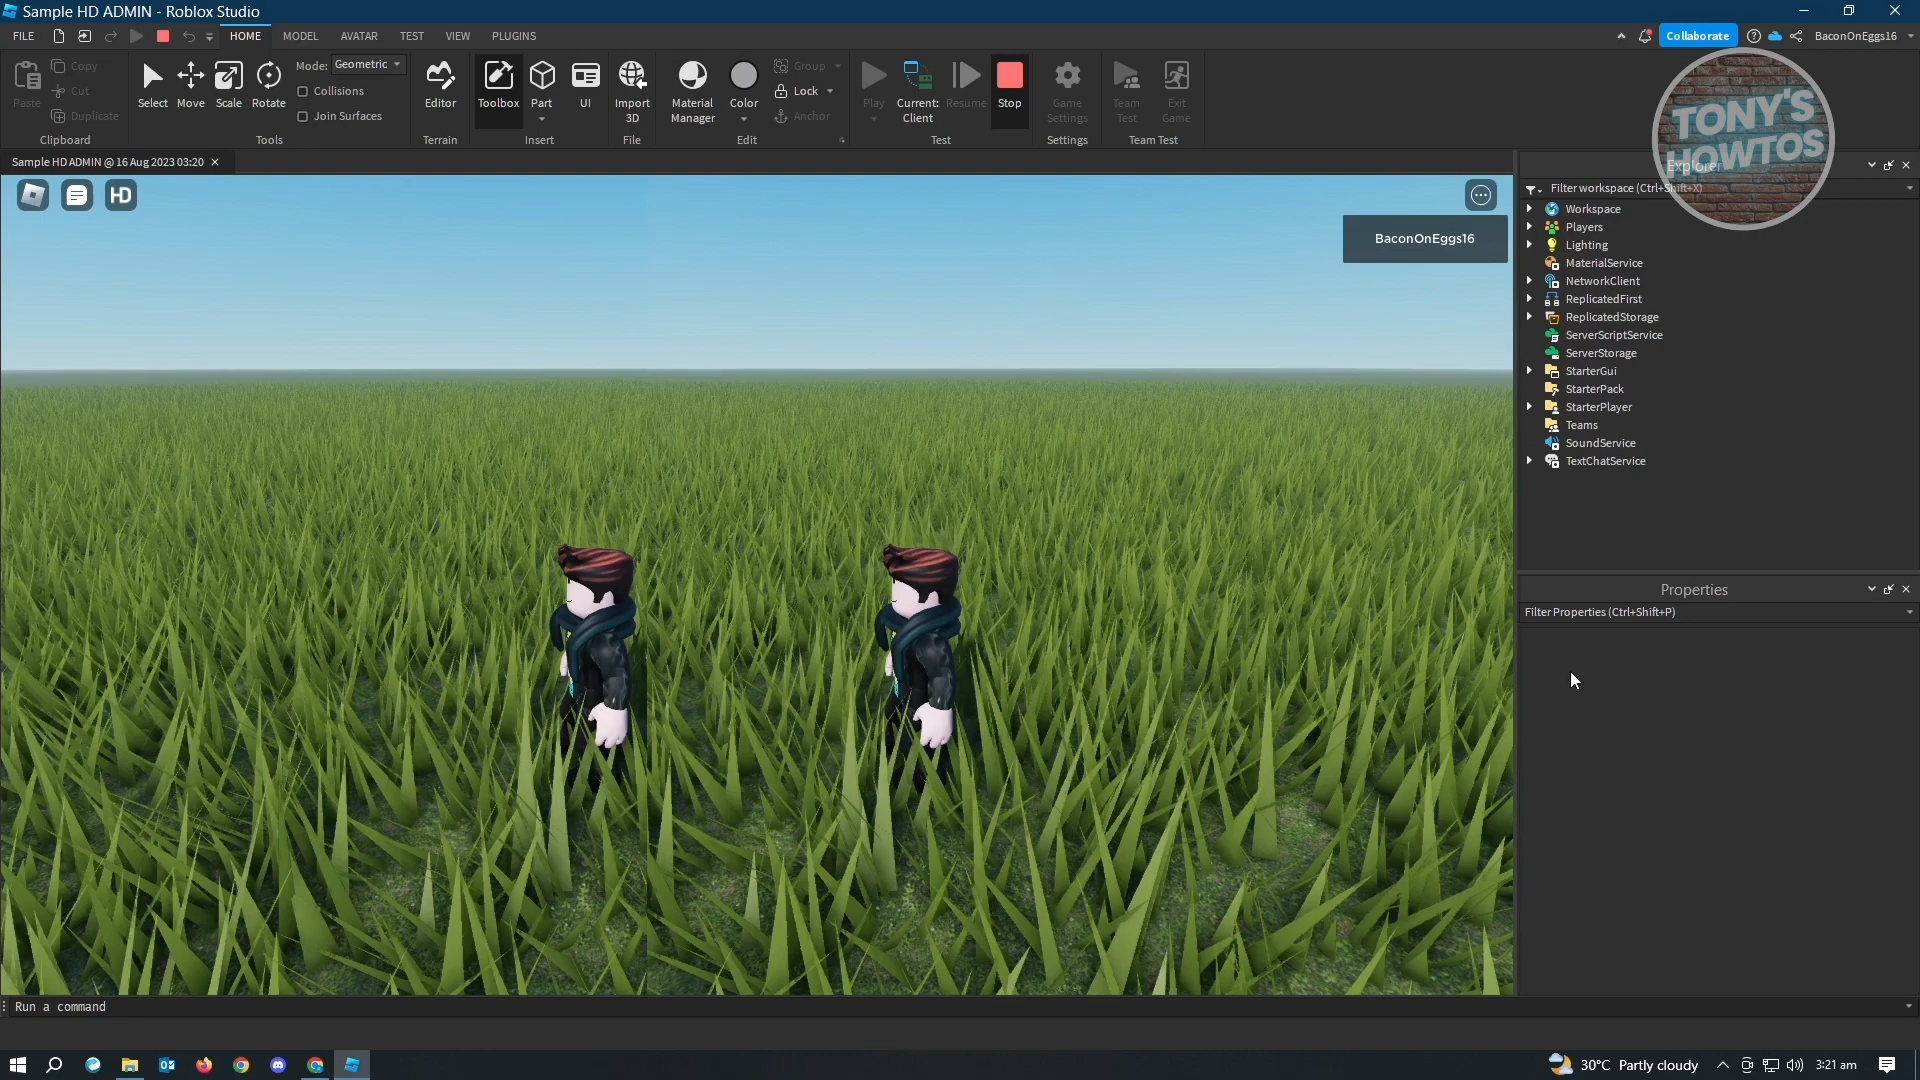 Sample HD ADMIN - Roblox Studio
FILE
HOME
MODEL
AVATAR
TEST
VIEW
PLUGINS
Collaborate
BaconOnEggs16
Paste
Copy
Cut
Duplicate
Clipboard
Select
Move
Scale
Rotate
Mode:
Geometric
Collisions
Join Surfaces
Tools
Editor
Terrain
Toolbox
Part
UI
Insert
Import
3D
File
Material
Manager
Color
Group
Lock
Anchor
Edit
Play
Current:
Client
Resume
Stop
Test
Game
Settings
Settings
Team
Test
Exit
Game
Team Test
TONY'S
HOWTOS
Sample HD ADMIN @ 16 Aug 2023 03:20
HD
BaconOnEggs16
Explorer
Filter workspace (Ctrl+Shift+X)
Workspace
Players
Lighting
MaterialService
NetworkClient
ReplicatedFirst
ReplicatedStorage
ServerScriptService
ServerStorage
StarterGui
StarterPack
StarterPlayer
Teams
SoundService
TextChatService
Properties
Filter Properties (Ctrl+Shift+P)
Run a command
30°C Partly cloudy
3:21 am